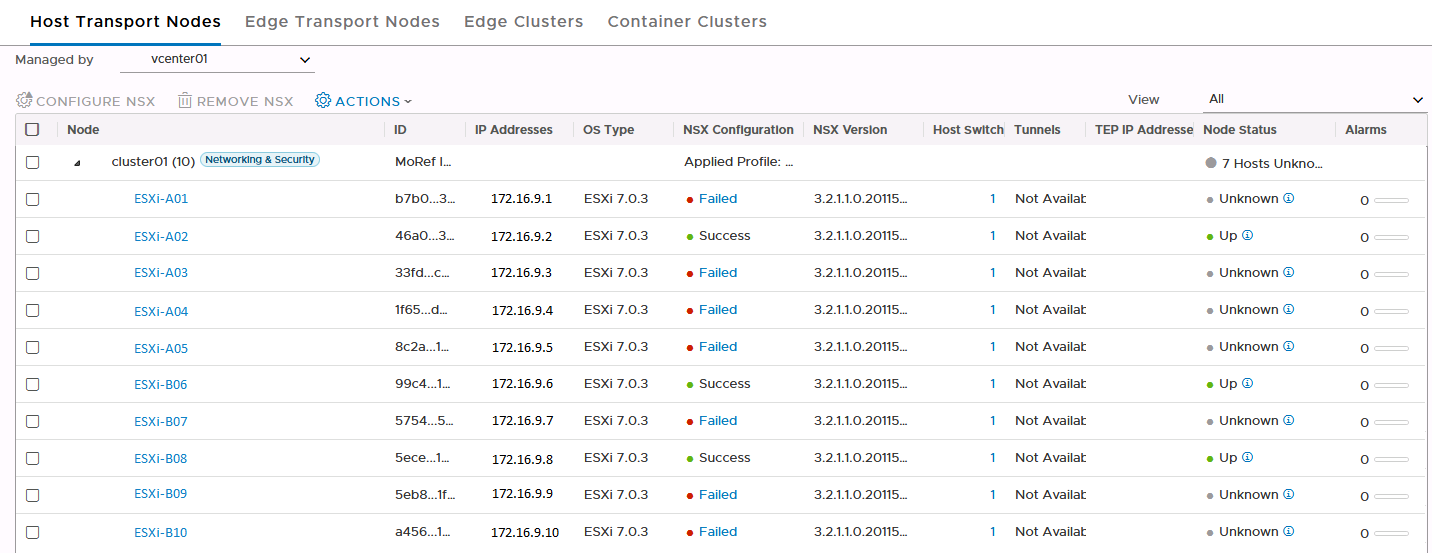 Host Transport Nodes Edge Transport Nodes Edge Clusters Container Clusters
Managed by vcenter01
CONFIGURE NSX REMOVE NSX ACTIONS View All
Node ID IP Addresses OS Type NSX Configuration NSX Version Host Switch Tunnels TEP IP Addresse Node Status Alarms
cluster01 (10) Networking & Security MoRef I... Applied Profile: ... 7 Hosts Unkno...
ESXi-A01 b7b0...3... 172.16.9.1 ESXi 7.0.3 Failed 3.2.1.1.0.20115... 1 Not Availab Unknown 0
ESXi-A02 46a0...3... 172.16.9.2 ESXi 7.0.3 Success 3.2.1.1.0.20115... 1 Not Availab Up 0
ESXi-A03 33fd...c... 172.16.9.3 ESXi 7.0.3 Failed 3.2.1.1.0.20115... 1 Not Availab Unknown 0
ESXi-A04 1f65...d... 172.16.9.4 ESXi 7.0.3 Failed 3.2.1.1.0.20115... 1 Not Availab Unknown 0
ESXi-A05 8c2a...1... 172.16.9.5 ESXi 7.0.3 Failed 3.2.1.1.0.20115... 1 Not Availab Unknown 0
ESXi-B06 99c4...1... 172.16.9.6 ESXi 7.0.3 Success 3.2.1.1.0.20115... 1 Not Availab Up 0
ESXi-B07 5754...5... 172.16.9.7 ESXi 7.0.3 Failed 3.2.1.1.0.20115... 1 Not Availab Unknown 0
ESXi-B08 5ece...1... 172.16.9.8 ESXi 7.0.3 Success 3.2.1.1.0.20115... 1 Not Availab Up 0
ESXi-B09 5eb8...1f... 172.16.9.9 ESXi 7.0.3 Failed 3.2.1.1.0.20115... 1 Not Availab Unknown 0
ESXi-B10 a456...1... 172.16.9.10 ESXi 7.0.3 Failed 3.2.1.1.0.20115... 1 Not Availab Unknown 0